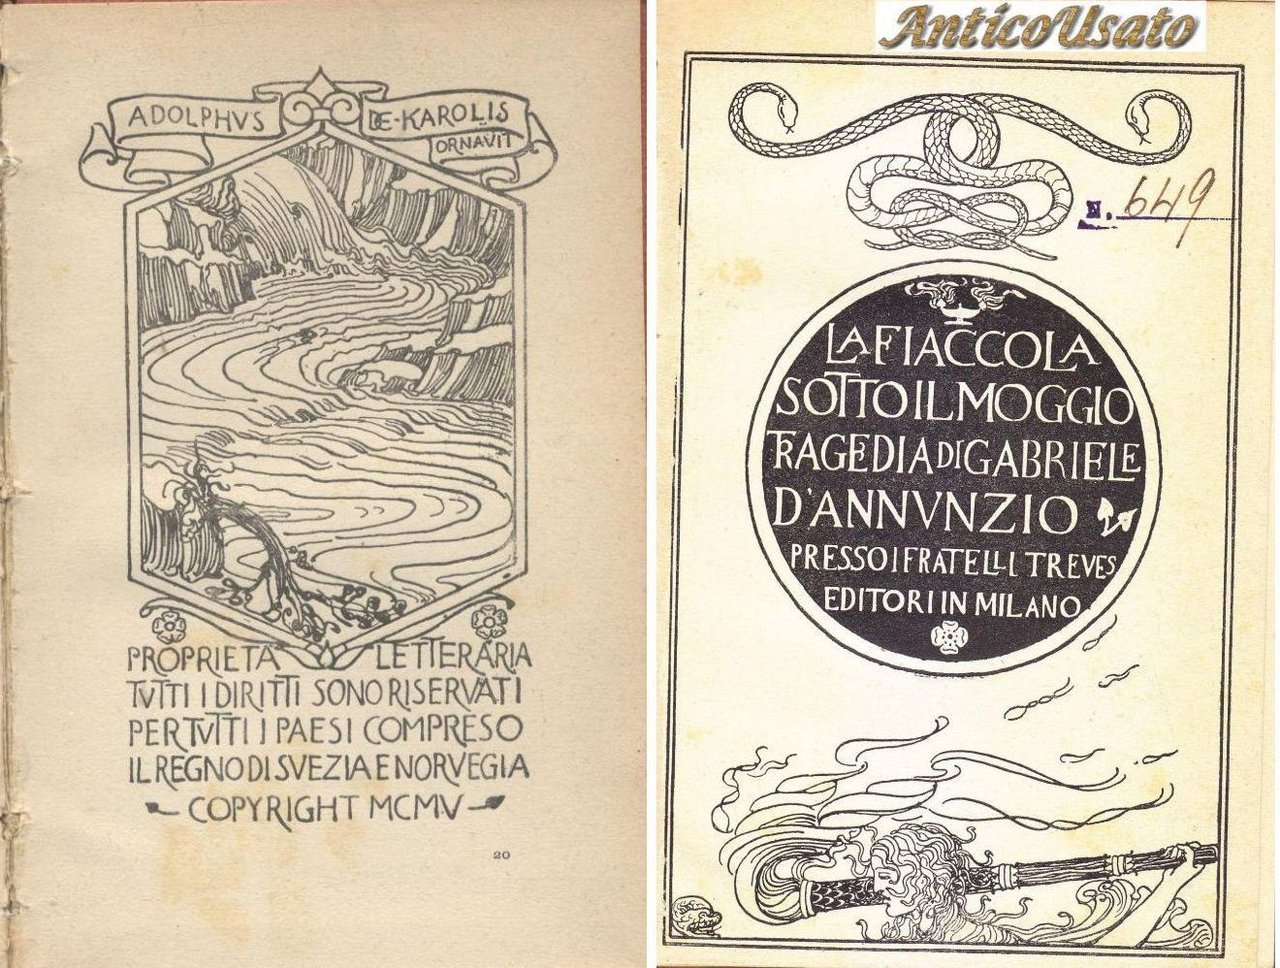 ADOLPHVS DE-KAROLIS
ORNAVIT
PROPRIETA LETTERARIA
TVTTI I DIRITTI SONO RISERVATI
PER TVTTI I PAESI COMPRESO
IL REGNO DI SVEZIA E NORVEGIA
COPYRIGHT MCMV
20
AnticoUsato
N. 649
LA FIACCOLA
SOTTO IL MOGGIO
TRAGEDIA DI GABRIELE
D'ANNVNZIO
PRESSO I FRATELLI TREVES
EDITORI IN MILANO